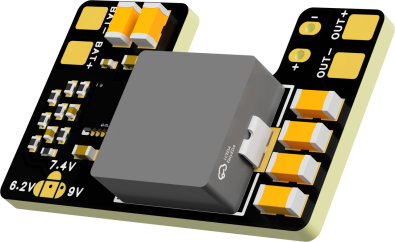 BAT-
BAT+
OUT+
OUT-
-
+
7.4V
6.2V
9V